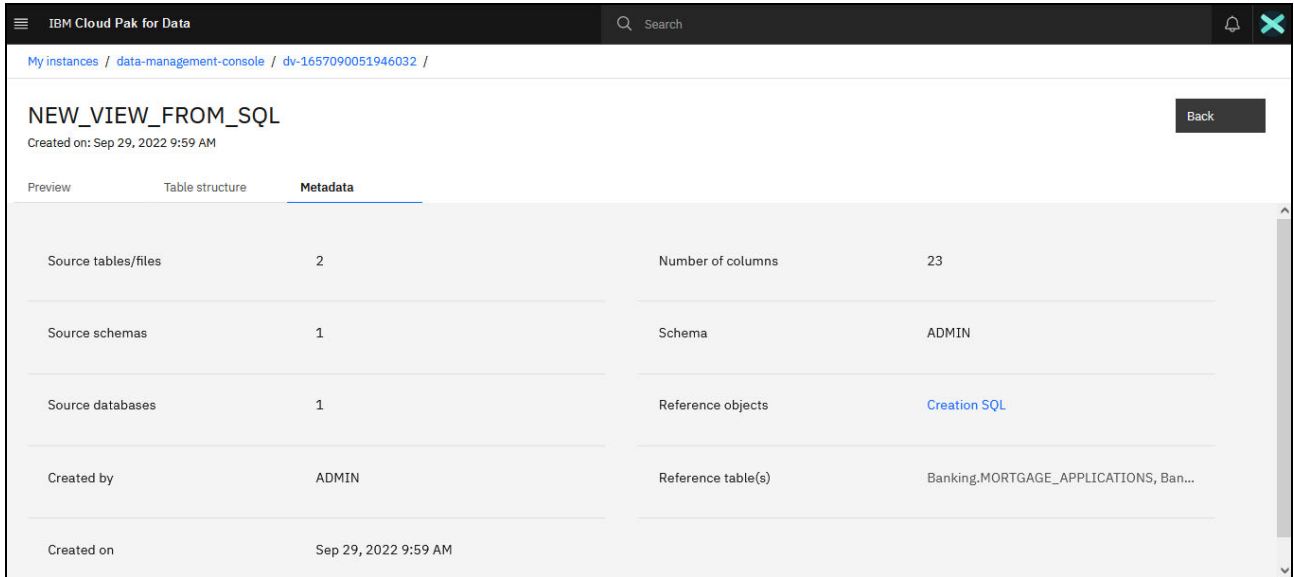 IBM Cloud Pak for Data
Search
My instances / data-management-console / dv-1657090051946032 /
NEW_VIEW_FROM_SQL
Back
Created on: Sep 29, 2022 9:59 AM
Preview Table structure Metadata
Source tables/files 2 Number of columns 23
Source schemas 1 Schema ADMIN
Source databases 1 Reference objects Creation SQL
Created by ADMIN Reference table(s) Banking.MORTGAGE_APPLICATIONS, Ban...
Created on Sep 29, 2022 9:59 AM